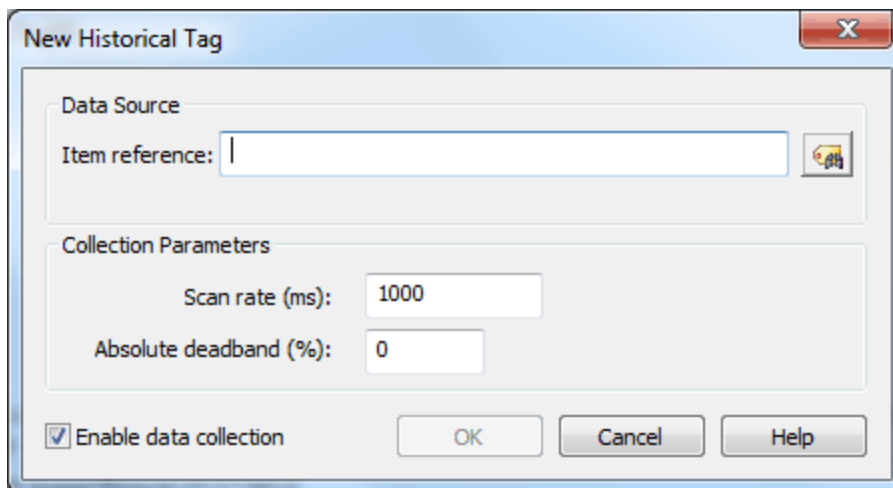 New Historical Tag
Data Source
Item reference:
Collection Parameters
Scan rate (ms): 1000
Absolute deadband (%): 0
Enable data collection OK Cancel Help